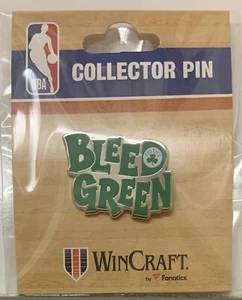 NBA
COLLECTOR PIN
BLEED
GREEN
WINCRAFT
by Fanatics